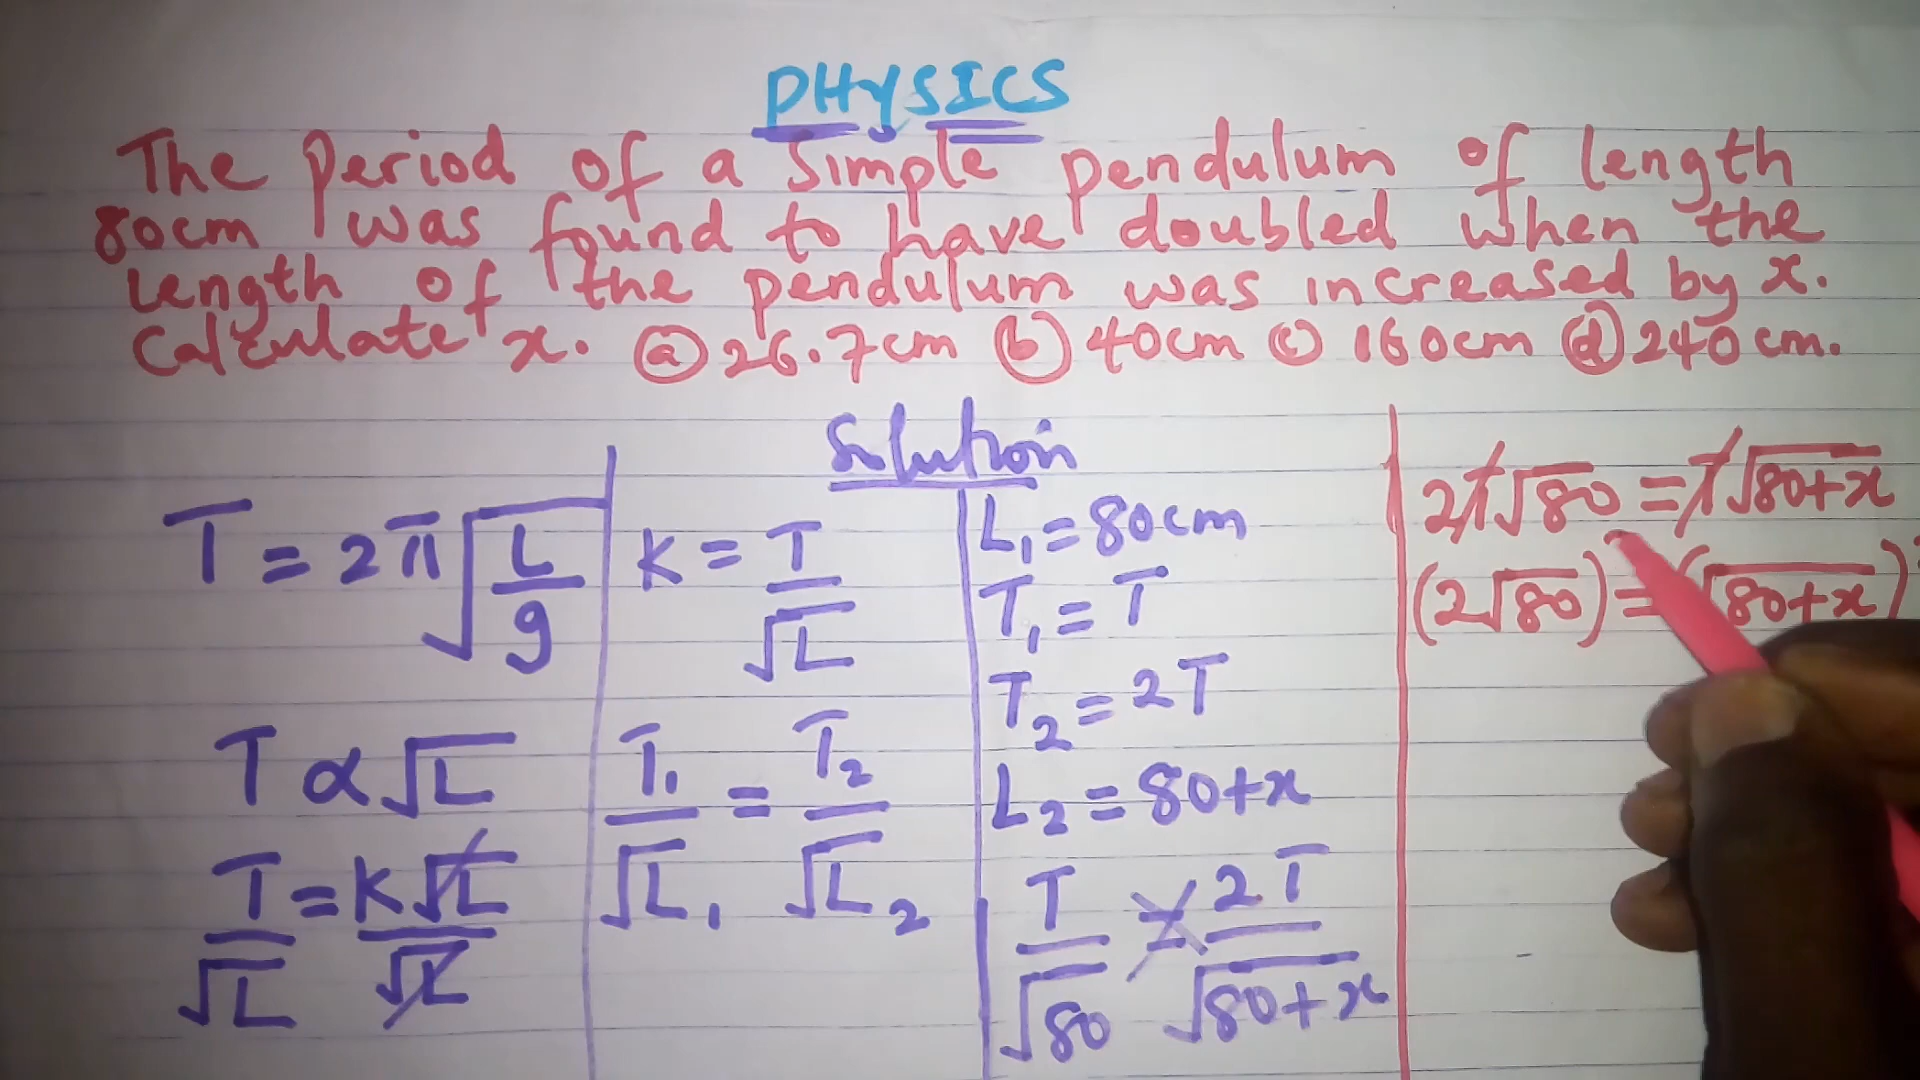 PHYSICS
The Period of a Simple pendulum of length
80cm was found to have doubled when the
length of the pendulum was increased by x.
Calculate x. (a) 26.7cm (b) 40cm (c) 160cm (d) 240cm.
Solution
T = 2π√(L/g)
T ∝ √L
T/√L = K√L/√L
K = T/√L
T₁/√L₁ = T₂/√L₂
L₁ = 80cm
T₁ = T
T₂ = 2T
L₂ = 80+x
T/√80 = 2T/√80+x
2T√80 = T√80+x
(2√80) = (√80+x)²